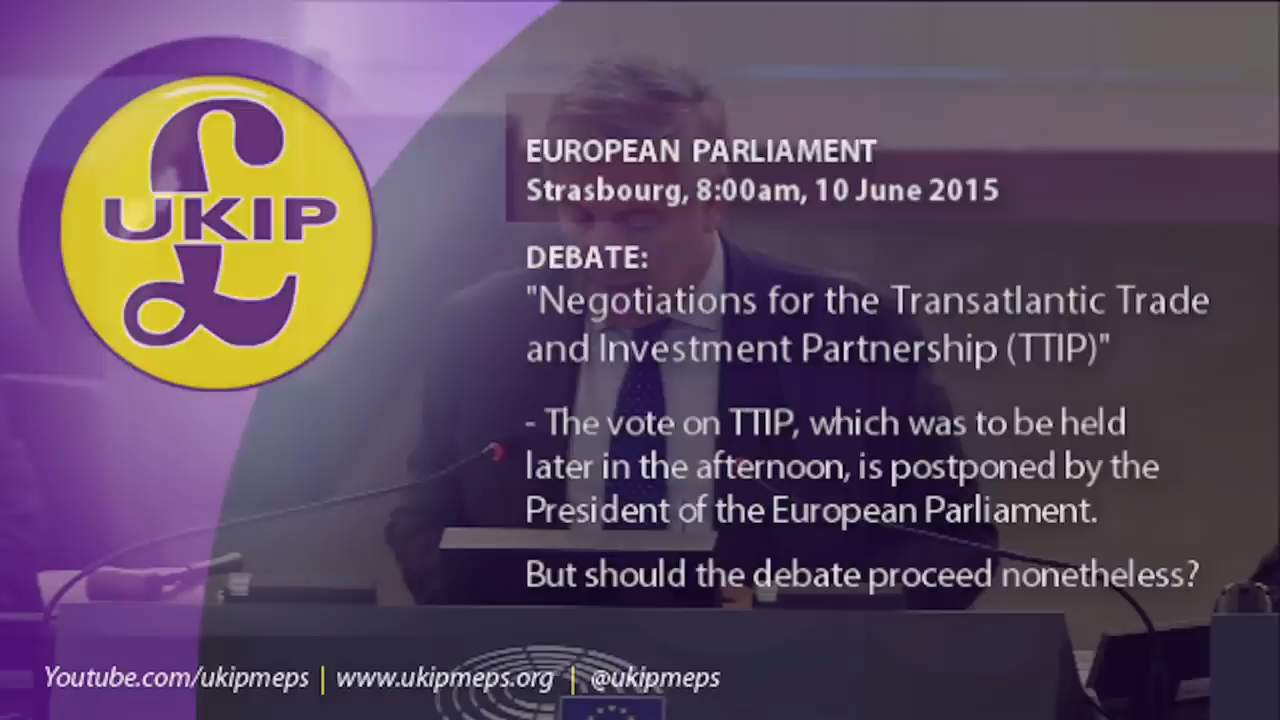 UKIP
EUROPEAN PARLIAMENT
Strasbourg, 8:00am, 10 June 2015
DEBATE:
"Negotiations for the Transatlantic Trade
and Investment Partnership (TTIP)"
- The vote on TTIP, which was to be held
later in the afternoon, is postponed by the
President of the European Parliament.
But should the debate proceed nonetheless?
Youtube.com/ukipmeps | www.ukipmeps.org | @ukipmeps